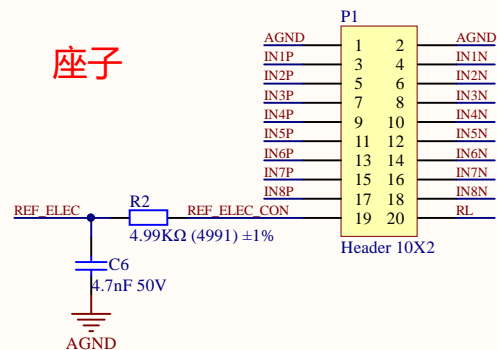 座子
P1
AGND 1 2 AGND
IN1P 3 4 IN1N
IN2P 5 6 IN2N
IN3P 7 8 IN3N
IN4P 9 10 IN4N
IN5P 11 12 IN5N
IN6P 13 14 IN6N
IN7P 15 16 IN7N
IN8P 17 18 IN8N
REF_ELEC R2 REF_ELEC_CON 19 20 RL
4.99KΩ (4991) ±1%
Header 10X2
C6
4.7nF 50V
AGND